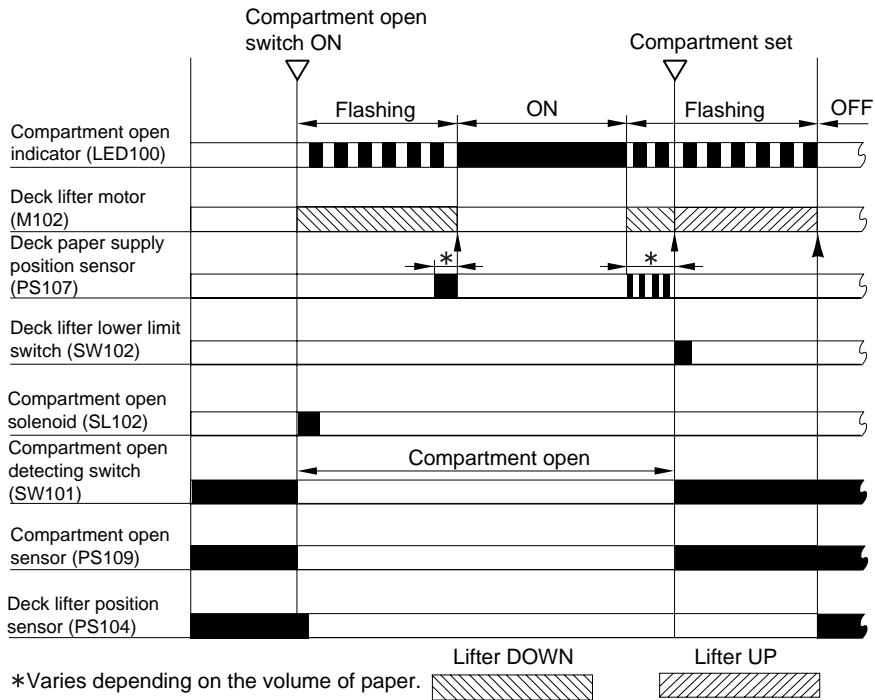 Compartment open
switch ON
Compartment set
Flashing
ON
Flashing
OFF
Compartment open
indicator (LED100)
Deck lifter motor
(M102)
Deck paper supply
position sensor
(PS107)
*
*
Deck lifter lower limit
switch (SW102)
Compartment open
solenoid (SL102)
Compartment open
detecting switch
(SW101)
Compartment open
Compartment open
sensor (PS109)
Deck lifter position
sensor (PS104)
*Varies depending on the volume of paper.
Lifter DOWN
Lifter UP